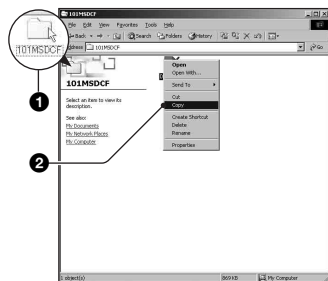 101MSDCF
File Edit View Favorites Tools Help
Back Search Folders History
Address 101MSDCF Go
101MSDCF
1
101MSDCF
Select an item to view its
description.
See also:
My Documents
My Network Places
My Computer
Open
Open With...
Send To
Cut
Copy
Create Shortcut
Delete
Rename
Properties
2
1 object(s) 869 KB My Computer